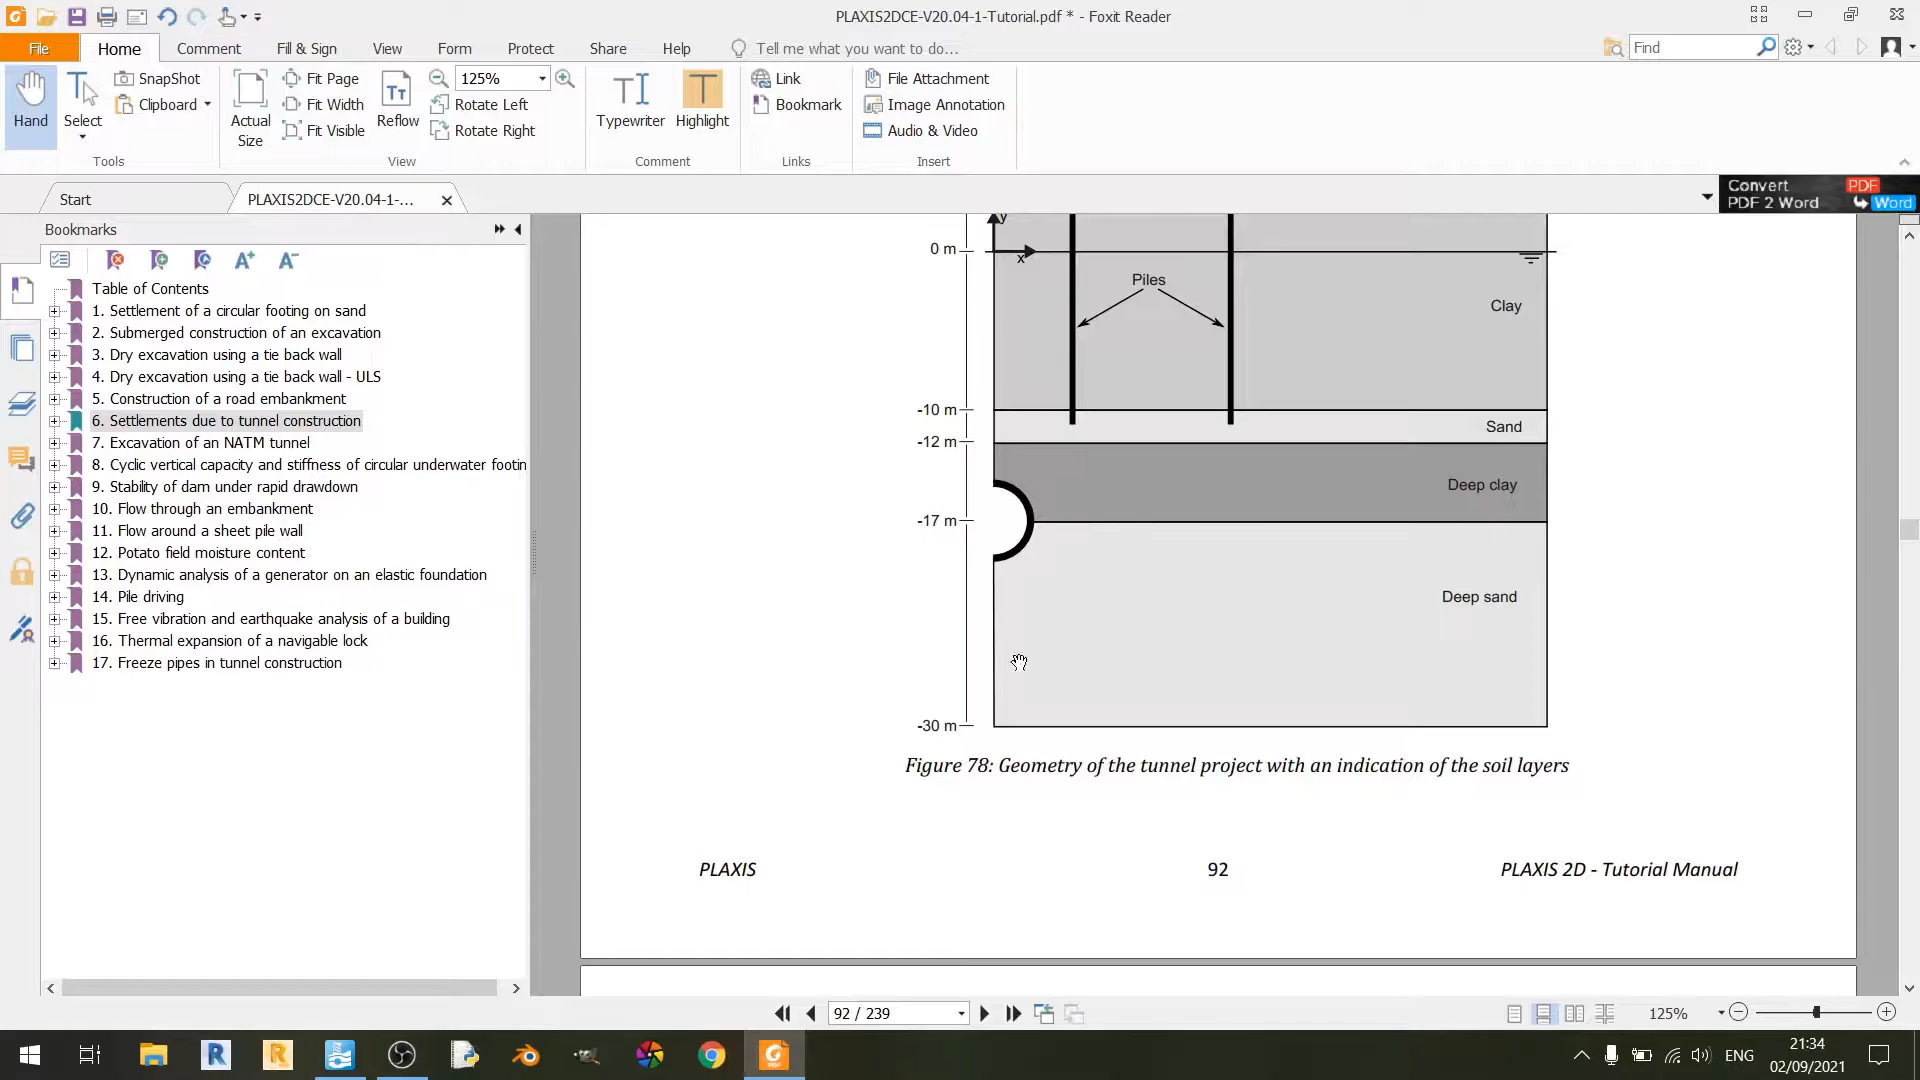 PLAXIS2DCE-V20.04-1-Tutorial.pdf * - Foxit Reader
File
Home
Comment
Fill & Sign
View
Form
Protect
Share
Help
Tell me what you want to do...
Find
Hand
Select
SnapShot
Clipboard
Tools
Actual
Size
Fit Page
Fit Width
Fit Visible
Reflow
125%
Rotate Left
Rotate Right
View
Typewriter
Highlight
Comment
Link
Bookmark
Links
File Attachment
Image Annotation
Audio & Video
Insert
Start
PLAXIS2DCE-V20.04-1-...
Convert PDF
PDF 2 Word Word
Bookmarks
Table of Contents
1. Settlement of a circular footing on sand
2. Submerged construction of an excavation
3. Dry excavation using a tie back wall
4. Dry excavation using a tie back wall - ULS
5. Construction of a road embankment
6. Settlements due to tunnel construction
7. Excavation of an NATM tunnel
8. Cyclic vertical capacity and stiffness of circular underwater footin
9. Stability of dam under rapid drawdown
10. Flow through an embankment
11. Flow around a sheet pile wall
12. Potato field moisture content
13. Dynamic analysis of a generator on an elastic foundation
14. Pile driving
15. Free vibration and earthquake analysis of a building
16. Thermal expansion of a navigable lock
17. Freeze pipes in tunnel construction
y
0 m
x
Piles
Clay
-10 m
Sand
-12 m
Deep clay
-17 m
Deep sand
-30 m
Figure 78: Geometry of the tunnel project with an indication of the soil layers
PLAXIS
92
PLAXIS 2D - Tutorial Manual
92 / 239
125%
ENG
21:34
02/09/2021